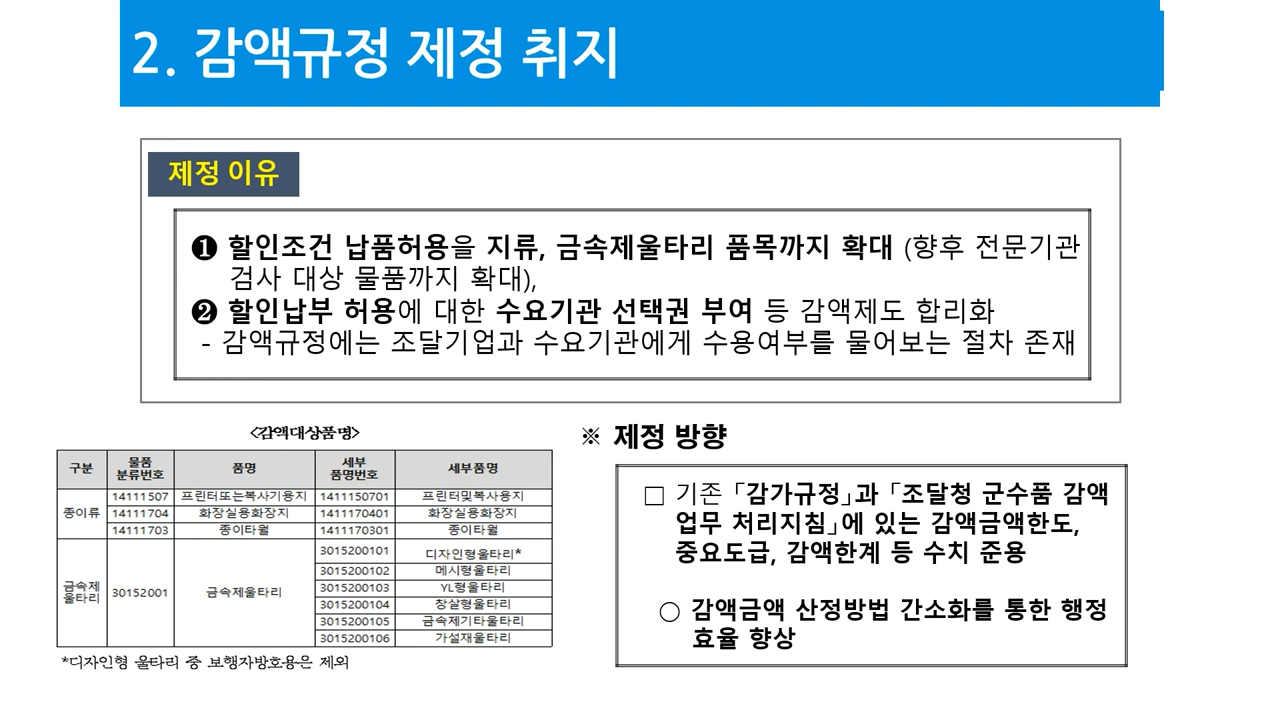 2. 감액규정 제정 취지
제정 이유
❶ 할인조건 납품허용을 지류, 금속제울타리 품목까지 확대 (향후 전문기관
검사 대상 물품까지 확대),
❷ 할인납부 허용에 대한 수요기관 선택권 부여 등 감액제도 합리화
- 감액규정에는 조달기업과 수요기관에게 수용여부를 물어보는 절차 존재
<감액대상품명>
구분 물품 분류번호 품명 세부 품명번호 세부품명
종이류 14111507 프린터또는복사기용지 1411150701 프린터및복사용지
14111704 화장실용화장지 1411170401 화장실용화장지
14111703 종이타월 1411170301 종이타월
금속제 울타리 30152001 금속제울타리 3015200101 디자인형울타리*
3015200102 메시형울타리
3015200103 YL형울타리
3015200104 창살형울타리
3015200105 금속제기타울타리
3015200106 가설재울타리
*디자인형 울타리 중 보행자방호용은 제외
※ 제정 방향
□ 기존 「감가규정」과 「조달청 군수품 감액
업무 처리지침」에 있는 감액금액한도,
중요도급, 감액한계 등 수치 준용
○ 감액금액 산정방법 간소화를 통한 행정
효율 향상